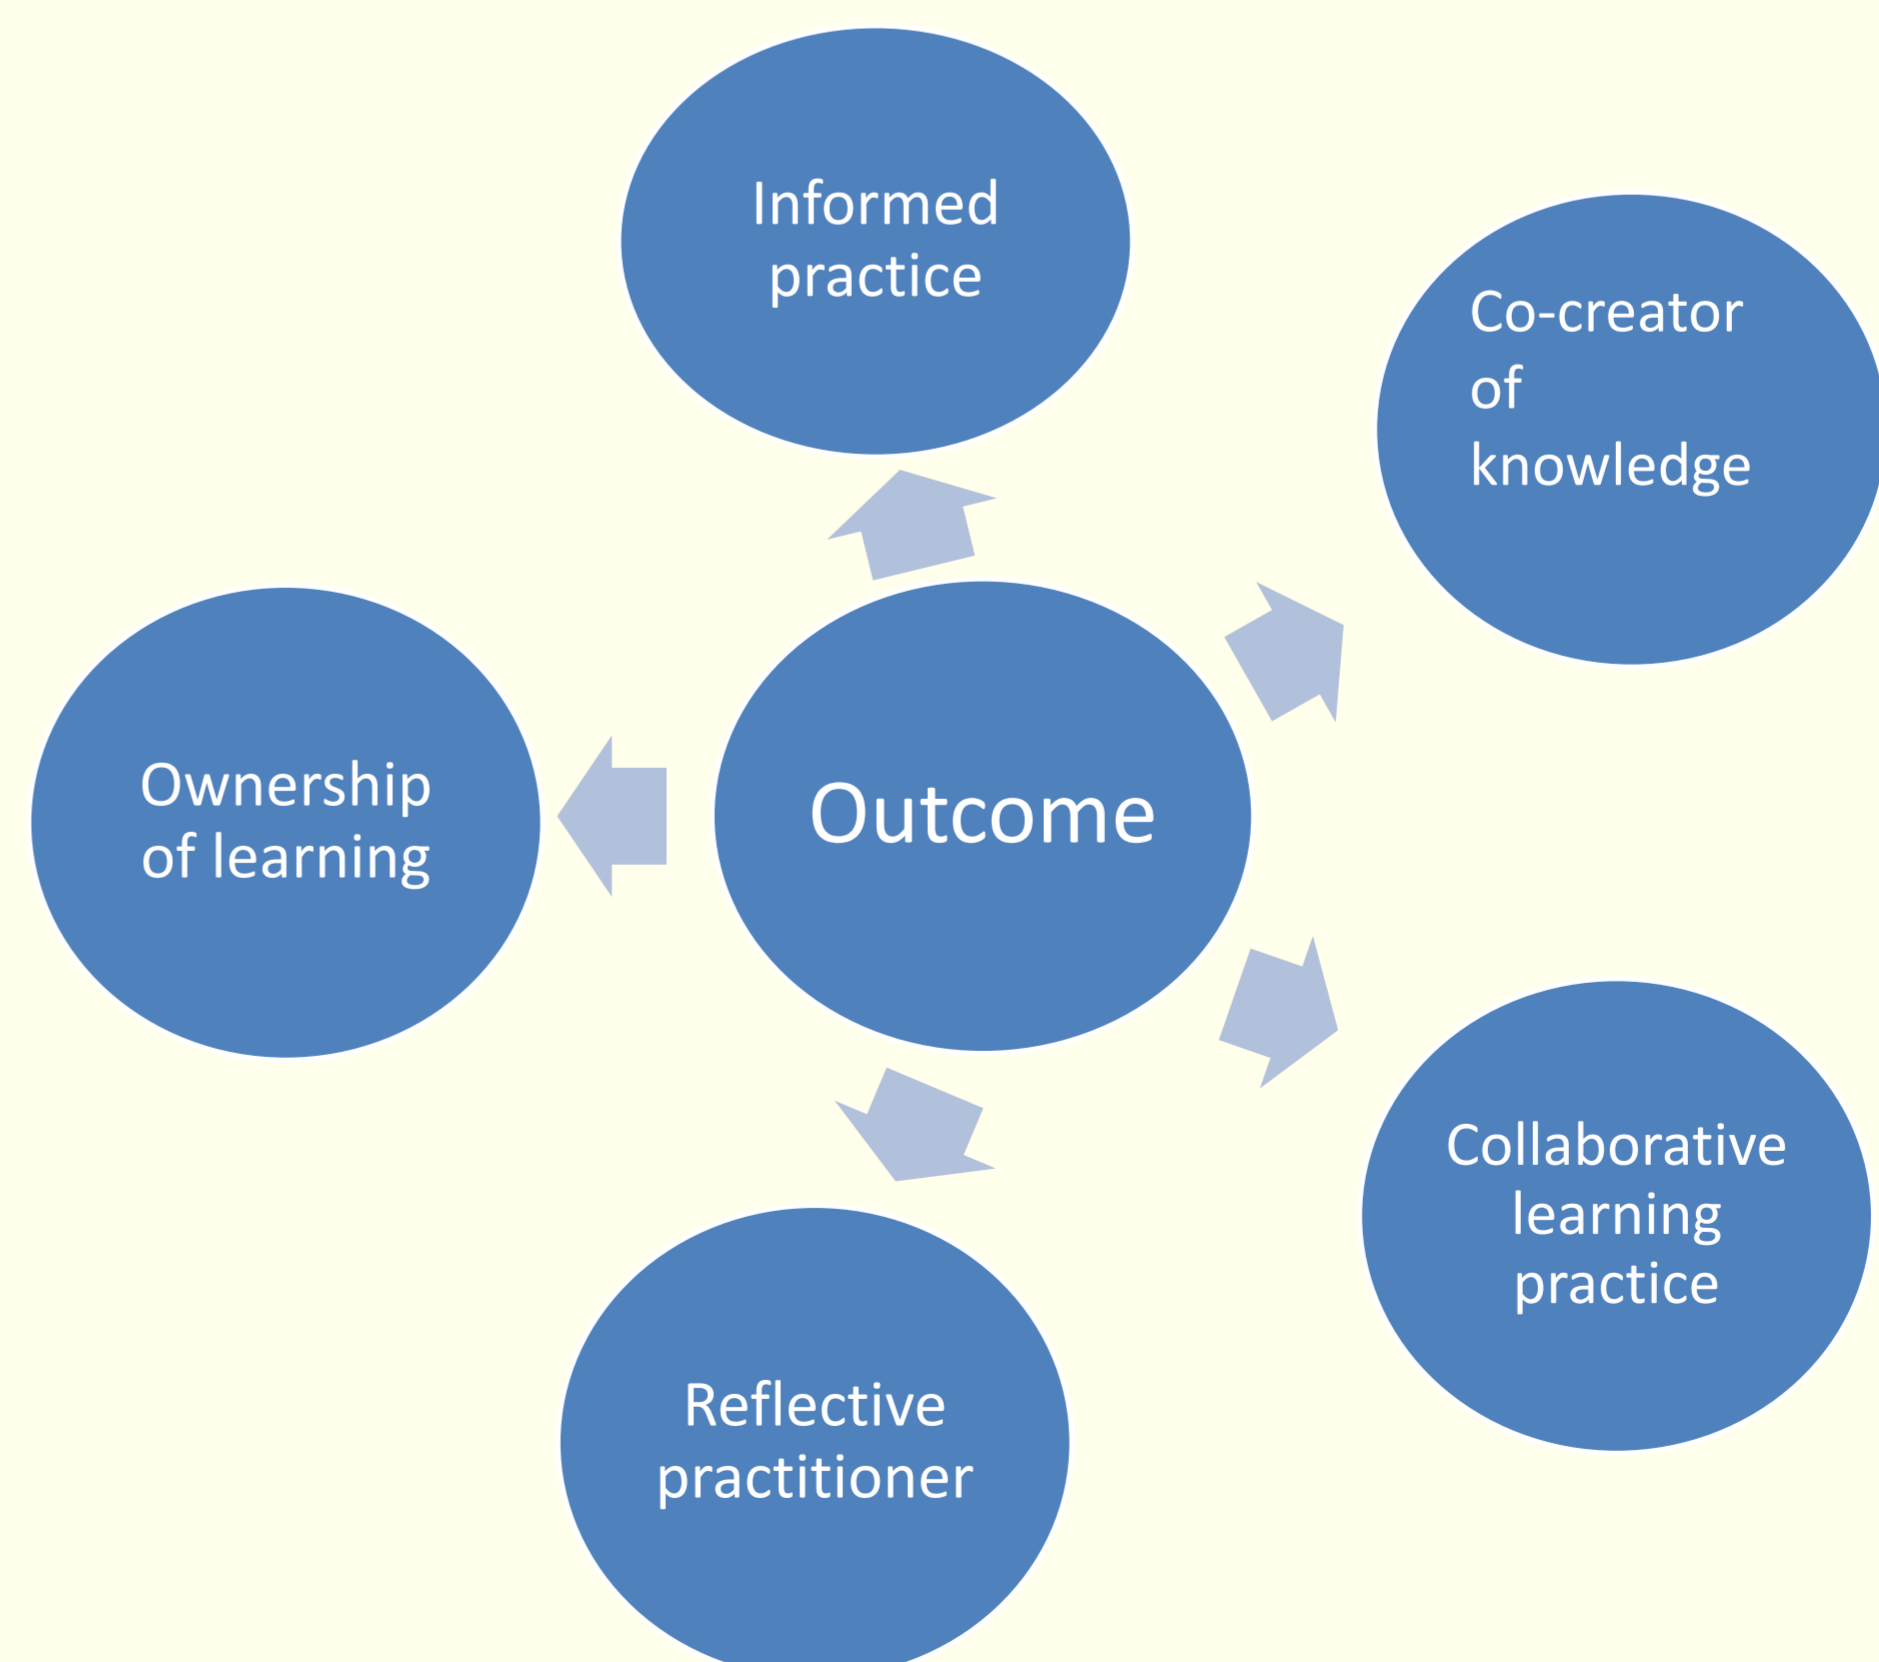 Informed
practice
Co-creator
of
knowledge
Ownership
of learning
Outcome
Collaborative
learning
practice
Reflective
practitioner